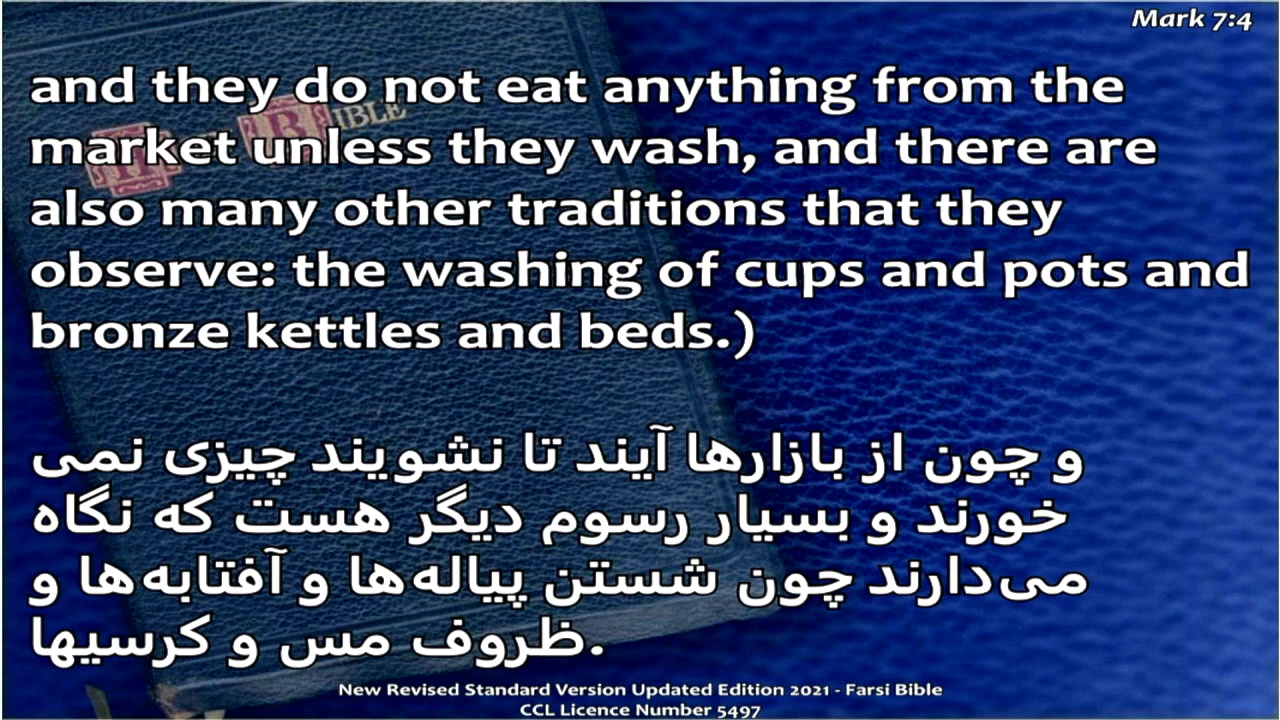 Mark 7:4
and they do not eat anything from the
market unless they wash, and there are
also many other traditions that they
observe: the washing of cups and pots and
bronze kettles and beds.)
و چون از بازارها آیند تا نشویند چیزی نمی
خورند و بسیار رسوم دیگر هست که نگاه
می‌دارند چون شستن پیاله‌ها و آفتابه‌ها و
ظروف مس و کرسیها.
New Revised Standard Version Updated Edition 2021 - Farsi Bible
CCL Licence Number 5497